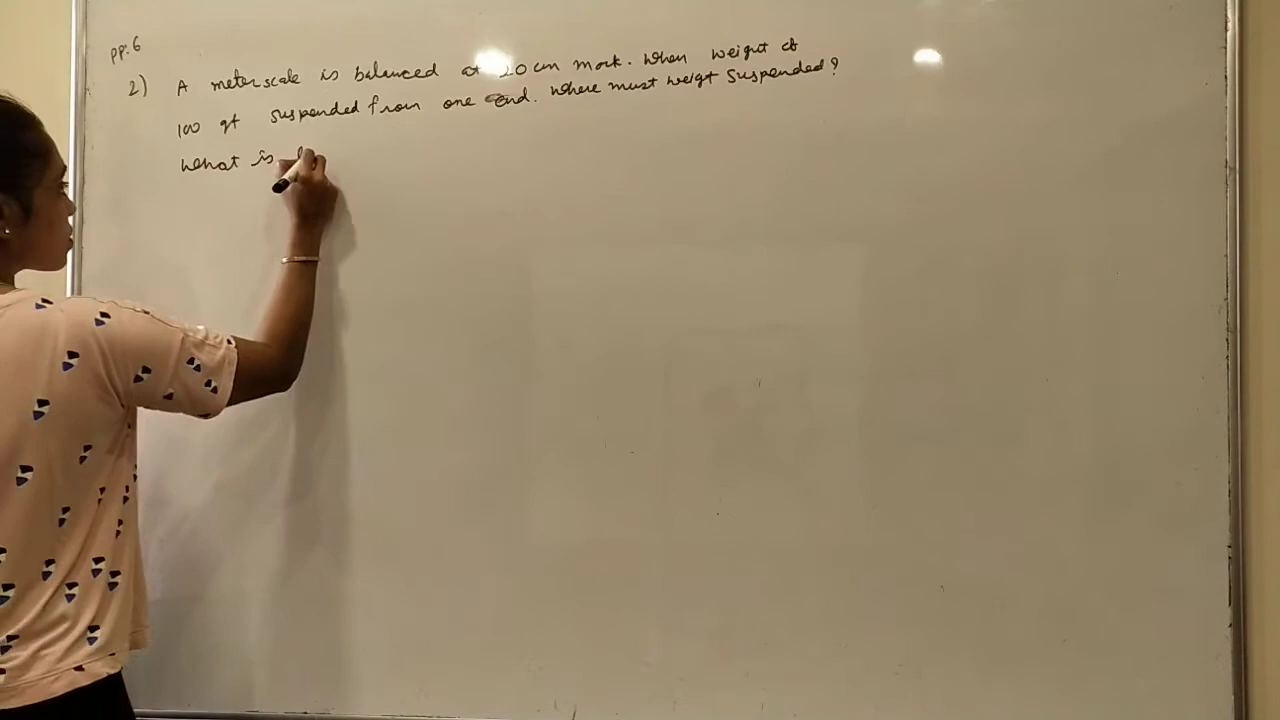 pp: 6
2) A meterscale is balanced at 20 cm mark. When weight of
100 gf suspended from one end. Where must weigt suspended?
What is